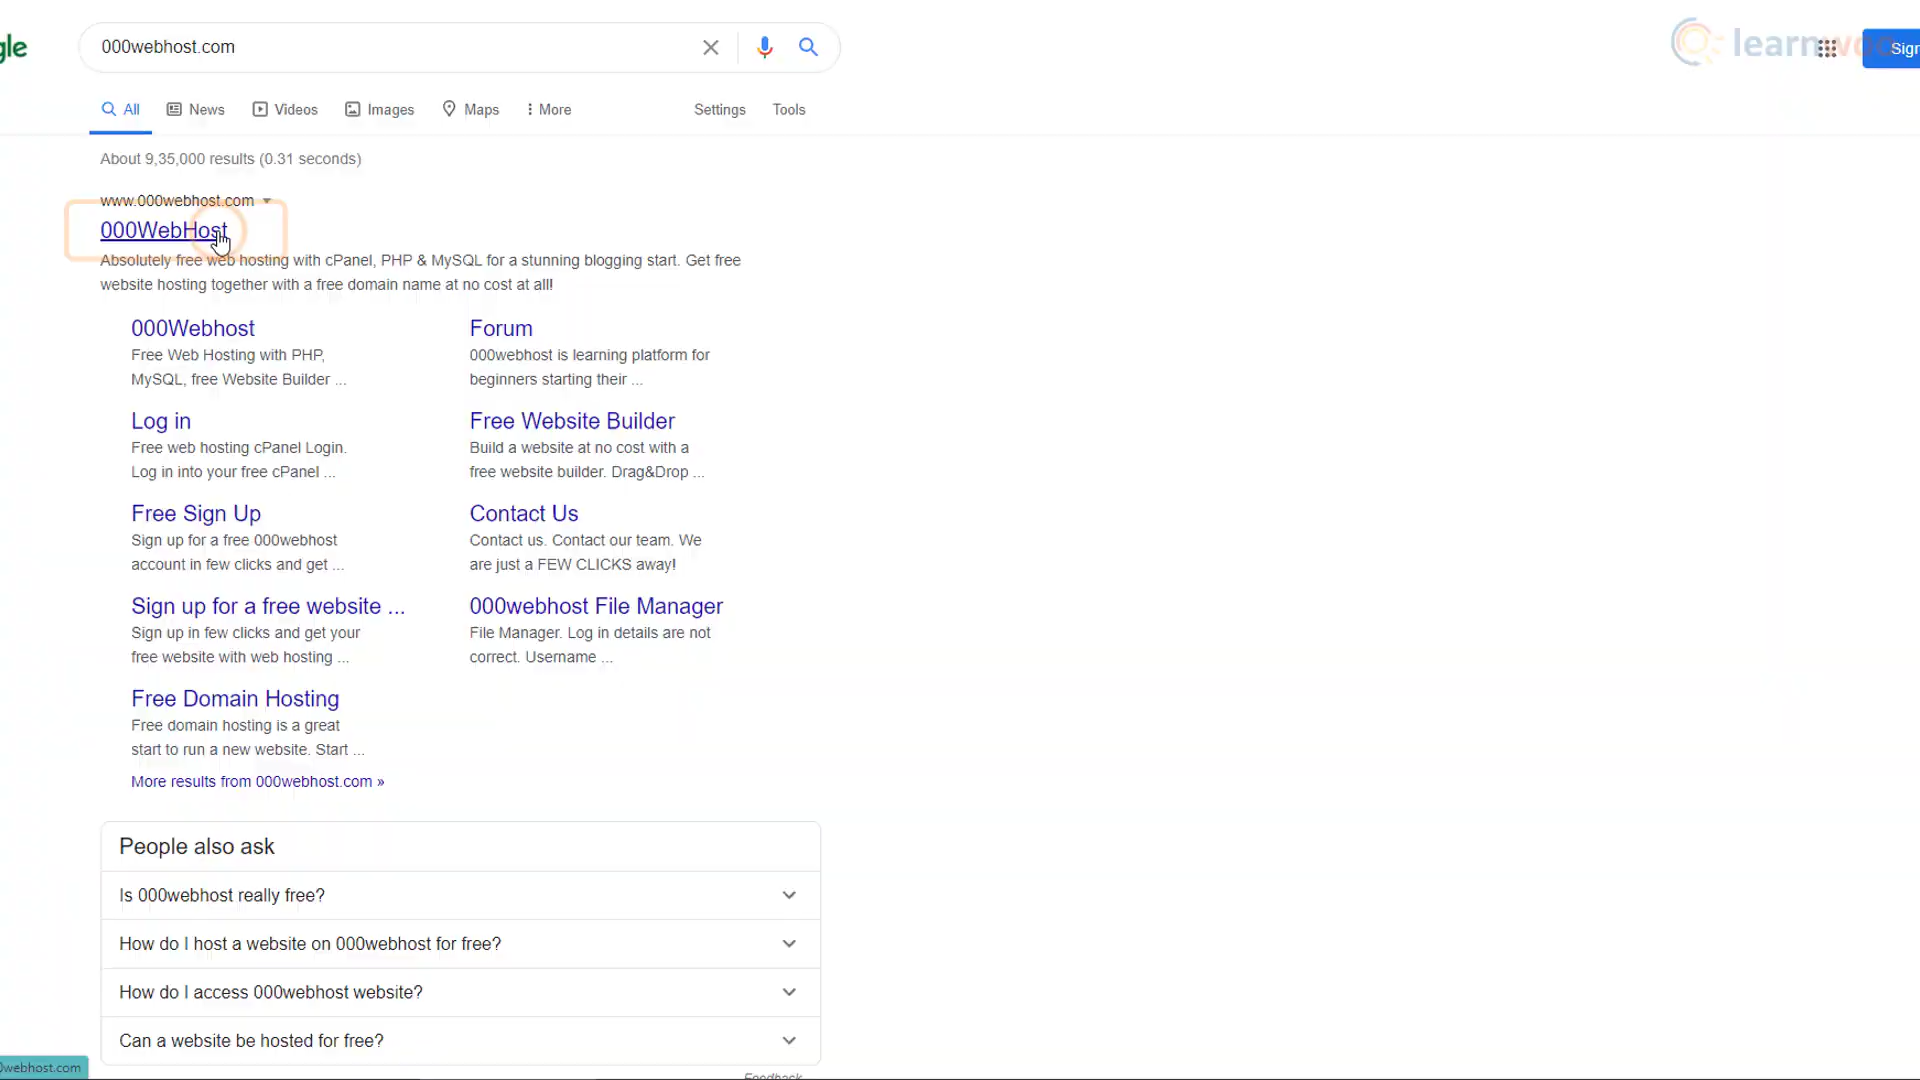 gle
000webhost.com
learnwoo
Sign
All
News
Videos
Images
Maps
More
Settings
Tools
About 9,35,000 results (0.31 seconds)
www.000webhost.com
000WebHost
Absolutely free web hosting with cPanel, PHP & MySQL for a stunning blogging start. Get free
website hosting together with a free domain name at no cost at all!
000Webhost
Free Web Hosting with PHP,
MySQL, free Website Builder ...
Forum
000webhost is learning platform for
beginners starting their ...
Log in
Free web hosting cPanel Login.
Log in into your free cPanel ...
Free Website Builder
Build a website at no cost with a
free website builder. Drag&Drop ...
Free Sign Up
Sign up for a free 000webhost
account in few clicks and get ...
Contact Us
Contact us. Contact our team. We
are just a FEW CLICKS away!
Sign up for a free website ...
Sign up in few clicks and get your
free website with web hosting ...
000webhost File Manager
File Manager. Log in details are not
correct. Username ...
Free Domain Hosting
Free domain hosting is a great
start to run a new website. Start ...
More results from 000webhost.com »
People also ask
Is 000webhost really free?
How do I host a website on 000webhost for free?
How do I access 000webhost website?
Can a website be hosted for free?
0webhost.com
Feedback